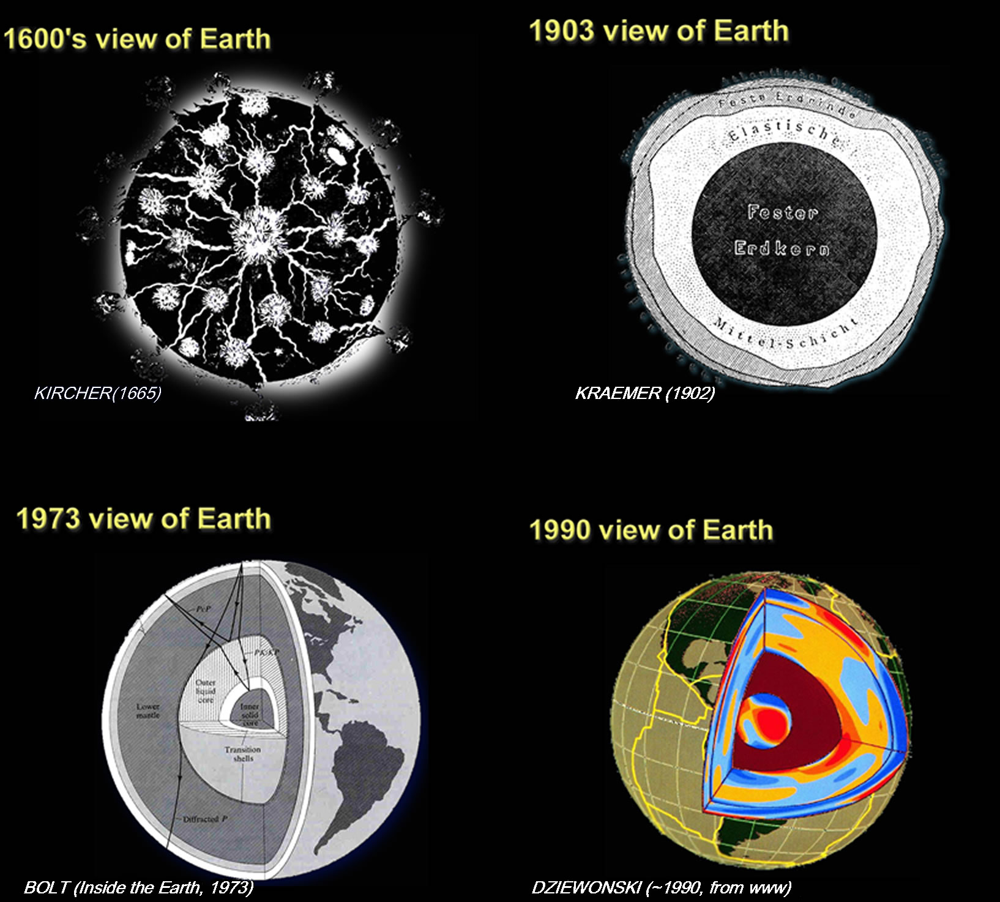 1600's view of Earth
KIRCHER(1665)
1903 view of Earth
Atlantischer Ozean
Feste Erdrinde
Elastische
Fester
Erdkern
Mittel-Schicht
KRAEMER (1902)
1973 view of Earth
PcP
PKiKP
Outer
liquid
core
Lower
mantle
Inner
solid
core
Transition
shells
Diffracted P
BOLT (Inside the Earth, 1973)
1990 view of Earth
DZIEWONSKI (~1990, from www)